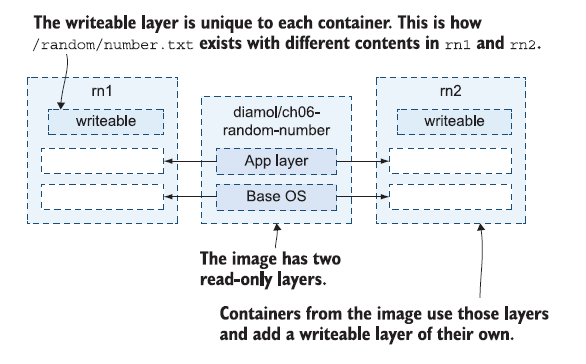 The writeable layer is unique to each container. This is how
/random/number.txt exists with different contents in rn1 and rn2.
rn1
writeable
diamol/ch06-
random-number
App layer
Base OS
rn2
writeable
The image has two
read-only layers.
Containers from the image use those layers
and add a writeable layer of their own.